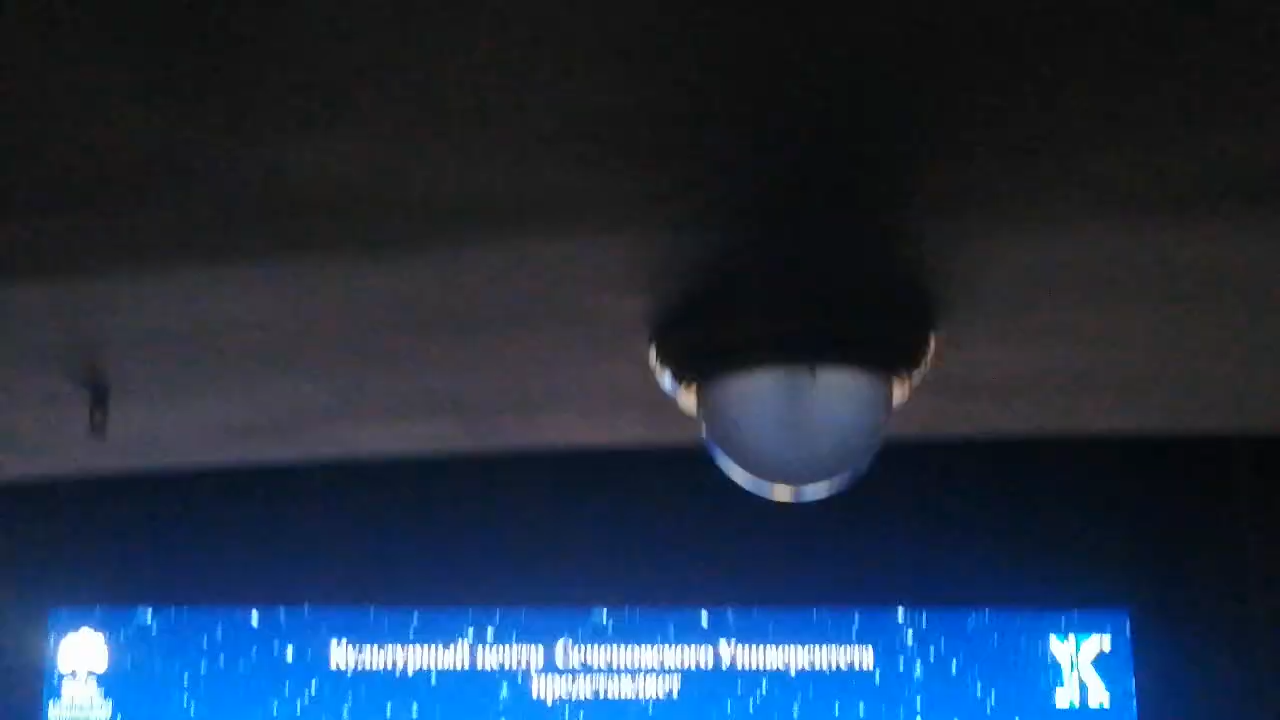 Культурный центр Сеченовского Университета
представляет